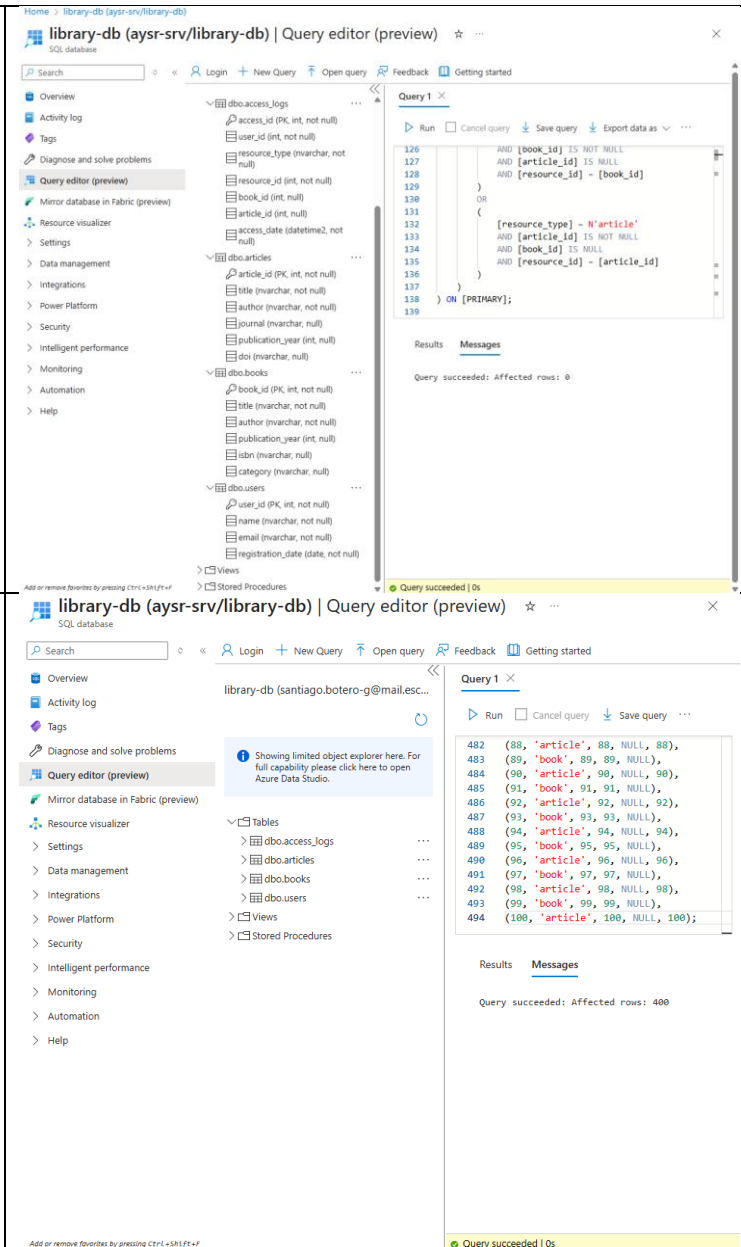 Home > library-db (aysr-srv/library-db)
library-db (aysr-srv/library-db) | Query editor (preview)
SQL database
Search
Login
New Query
Open query
Feedback
Getting started
Overview
Activity log
Tags
Diagnose and solve problems
Query editor (preview)
Mirror database in Fabric (preview)
Resource visualizer
Settings
Data management
Integrations
Power Platform
Security
Intelligent performance
Monitoring
Automation
Help
Add or remove favorites by pressing Ctrl+Shift+F
dbo.access_logs
access_id (PK, int, not null)
user_id (int, not null)
resource_type (nvarchar, not
null)
resource_id (int, not null)
book_id (int, null)
article_id (int, null)
access_date (datetime2, not
null)
dbo.articles
article_id (PK, int, not null)
title (nvarchar, not null)
author (nvarchar, not null)
journal (nvarchar, not null)
publication_year (int, null)
doi (nvarchar, null)
dbo.books
book_id (PK, int, not null)
title (nvarchar, not null)
author (nvarchar, not null)
publication_year (int, null)
isbn (nvarchar, null)
category (nvarchar, null)
dbo.users
user_id (PK, int, not null)
name (nvarchar, not null)
email (nvarchar, not null)
registration_date (date, not null)
Views
Stored Procedures
Query 1
Run
Cancel query
Save query
Export data as
126 AND [book_id] IS NOT NULL
127 AND [article_id] IS NULL
128 AND [resource_id] = [book_id]
129 )
130 OR
131 (
132 [resource_type] = N'article'
133 AND [article_id] IS NOT NULL
134 AND [book_id] IS NULL
135 AND [resource_id] = [article_id]
136 )
137 )
138 ) ON [PRIMARY];
139
Results
Messages
Query succeeded: Affected rows: 0
Query succeeded | 0s
library-db (aysr-srv/library-db) | Query editor (preview)
SQL database
Search
Login
New Query
Open query
Feedback
Getting started
Overview
Activity log
Tags
Diagnose and solve problems
Query editor (preview)
Mirror database in Fabric (preview)
Resource visualizer
Settings
Data management
Integrations
Power Platform
Security
Intelligent performance
Monitoring
Automation
Help
Add or remove favorites by pressing Ctrl+Shift+F
library-db (santiago.botero-g@mail.esc...
Showing limited object explorer here. For
full capability please click here to open
Azure Data Studio.
Tables
dbo.access_logs
dbo.articles
dbo.books
dbo.users
Views
Stored Procedures
Query 1
Run
Cancel query
Save query
482 (88, 'article', 88, NULL, 88),
483 (89, 'book', 89, 89, NULL),
484 (90, 'article', 90, NULL, 90),
485 (91, 'book', 91, 91, NULL),
486 (92, 'article', 92, NULL, 92),
487 (93, 'book', 93, 93, NULL),
488 (94, 'article', 94, NULL, 94),
489 (95, 'book', 95, 95, NULL),
490 (96, 'article', 96, NULL, 96),
491 (97, 'book', 97, 97, NULL),
492 (98, 'article', 98, NULL, 98),
493 (99, 'book', 99, 99, NULL),
494 (100, 'article', 100, NULL, 100);
Results
Messages
Query succeeded: Affected rows: 400
Query succeeded | 0s